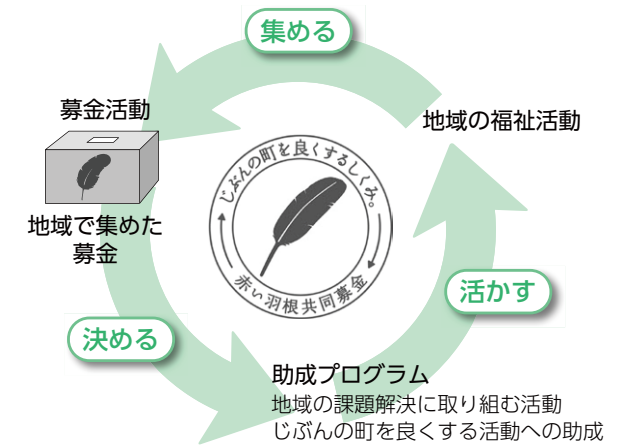 集める
募金活動
地域の福祉活動
じぶんの町を良くするしくみ。
赤い羽根共同募金
地域で集めた
募金
活かす
決める
助成プログラム
地域の課題解決に取り組む活動
じぶんの町を良くする活動への助成